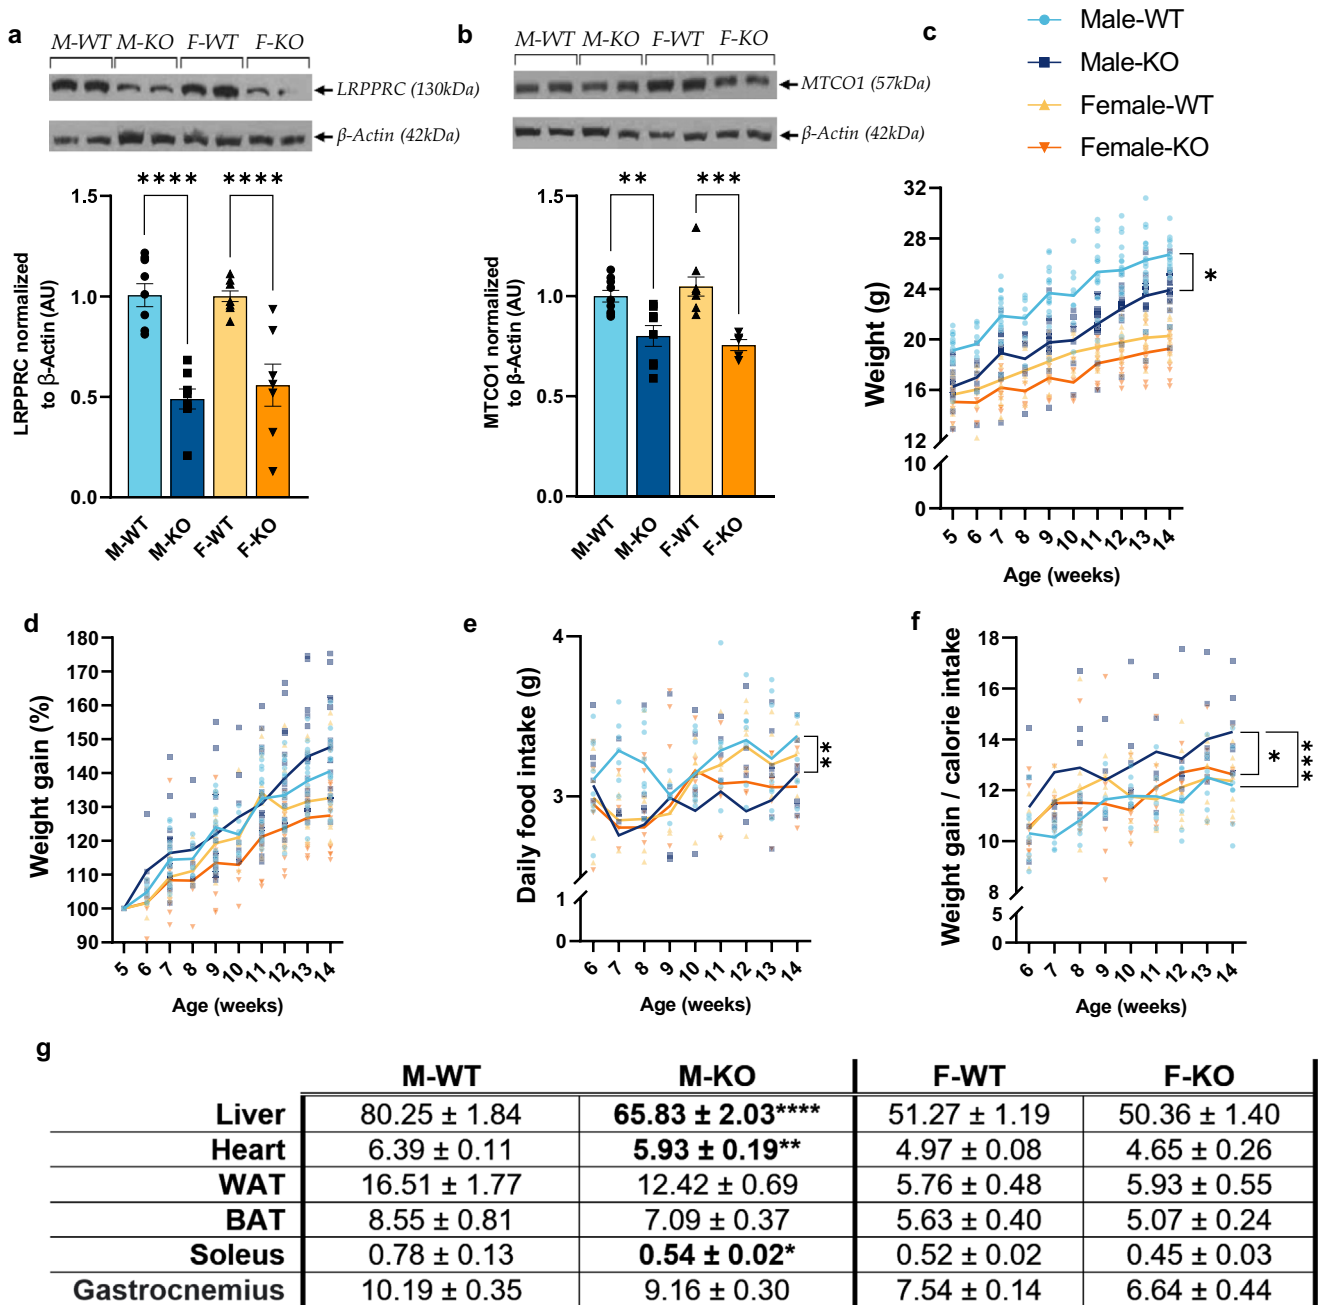 a
M-WT M-KO F-WT F-KO
LRPPRC (130kDa)
β-Actin (42kDa)
**** ****
1.5
1.0
0.5
0.0
LRPPRC normalized
to β-Actin (AU)
M-WT
M-KO
F-WT
F-KO
b
M-WT M-KO F-WT F-KO
MTCO1 (57kDa)
β-Actin (42kDa)
** ***
1.5
1.0
0.5
0.0
MTCO1 normalized
to β-Actin (AU)
M-WT
M-KO
F-WT
F-KO
c
Male-WT
Male-KO
Female-WT
Female-KO
32
28
24
20
16
12
10
0
Weight (g)
*
5 6 7 8 9 10 11 12 13 14
Age (weeks)
d
180
170
160
150
140
130
120
110
100
90
Weight gain (%)
5 6 7 8 9 10 11 12 13 14
Age (weeks)
e
4
3
1
0
Daily food intake (g)
**
6 7 8 9 10 11 12 13 14
Age (weeks)
f
18
16
14
12
10
8
5
0
Weight gain / calorie intake
* ***
6 7 8 9 10 11 12 13 14
Age (weeks)
g
M-WT M-KO F-WT F-KO
Liver 80.25 ± 1.84 65.83 ± 2.03**** 51.27 ± 1.19 50.36 ± 1.40
Heart 6.39 ± 0.11 5.93 ± 0.19** 4.97 ± 0.08 4.65 ± 0.26
WAT 16.51 ± 1.77 12.42 ± 0.69 5.76 ± 0.48 5.93 ± 0.55
BAT 8.55 ± 0.81 7.09 ± 0.37 5.63 ± 0.40 5.07 ± 0.24
Soleus 0.78 ± 0.13 0.54 ± 0.02* 0.52 ± 0.02 0.45 ± 0.03
Gastrocnemius 10.19 ± 0.35 9.16 ± 0.30 7.54 ± 0.14 6.64 ± 0.44